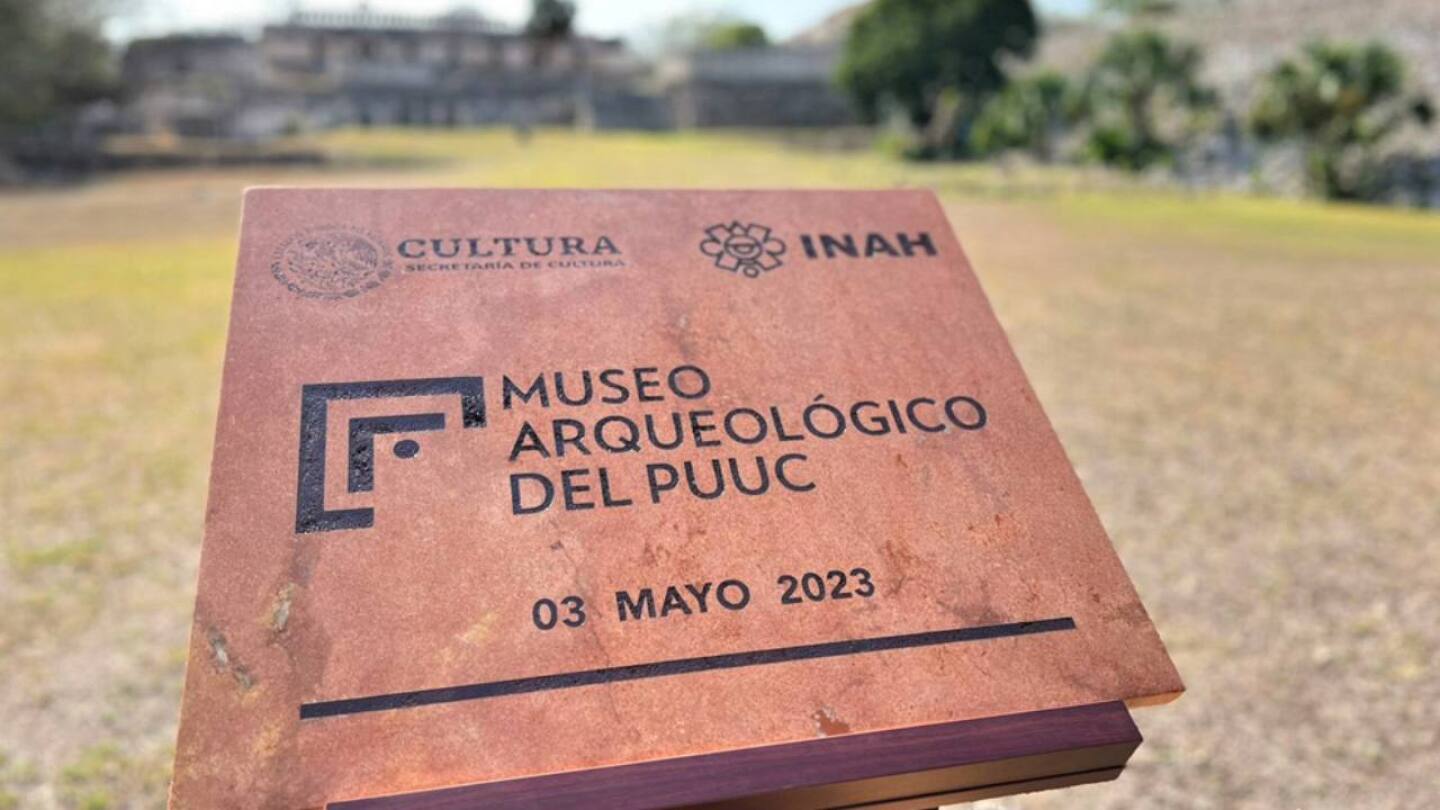 CULTURA
SECRETARÍA DE CULTURA
INAH
MUSEO
ARQUEOLÓGICO
DEL PUUC
03 MAYO 2023